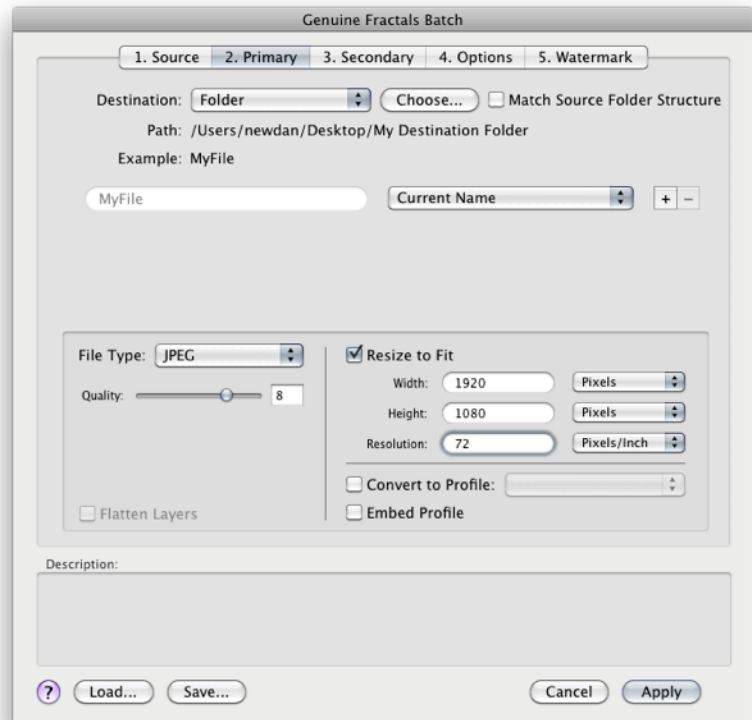 Genuine Fractals Batch
1. Source 2. Primary 3. Secondary 4. Options 5. Watermark
Destination: Folder Choose... Match Source Folder Structure
Path: /Users/newdan/Desktop/My Destination Folder
Example: MyFile
MyFile Current Name + -
File Type: JPEG
Quality: 8
Flatten Layers
Resize to Fit
Width: 1920 Pixels
Height: 1080 Pixels
Resolution: 72 Pixels/Inch
Convert to Profile:
Embed Profile
Description:
? Load... Save... Cancel Apply